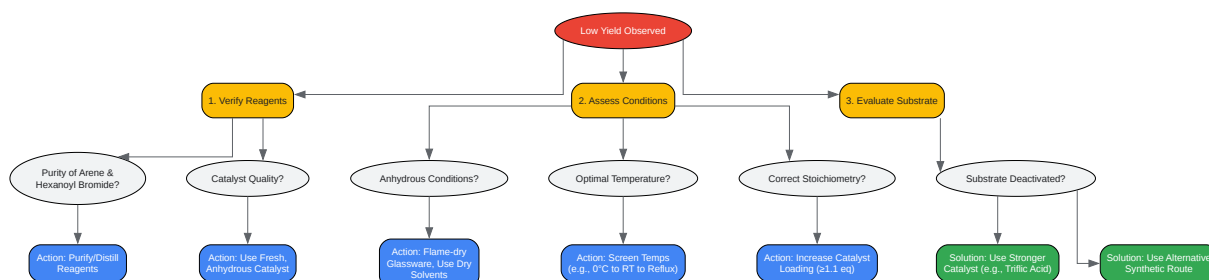 Low Yield Observed
1. Verify Reagents
2. Assess Conditions
3. Evaluate Substrate
Purity of Arene &
Hexanoyl Bromide?
Catalyst Quality?
Anhydrous Conditions?
Optimal Temperature?
Correct Stoichiometry?
Substrate Deactivated?
Action: Purify/Distill
Reagents
Action: Use Fresh,
Anhydrous Catalyst
Action: Flame-dry
Glassware, Use Dry
Solvents
Action: Screen Temps
(e.g., 0°C to RT to Reflux)
Action: Increase Catalyst
Loading (≥1.1 eq)
Solution: Use Stronger
Catalyst (e.g., Triflic Acid)
Solution: Use Alternative
Synthetic Route